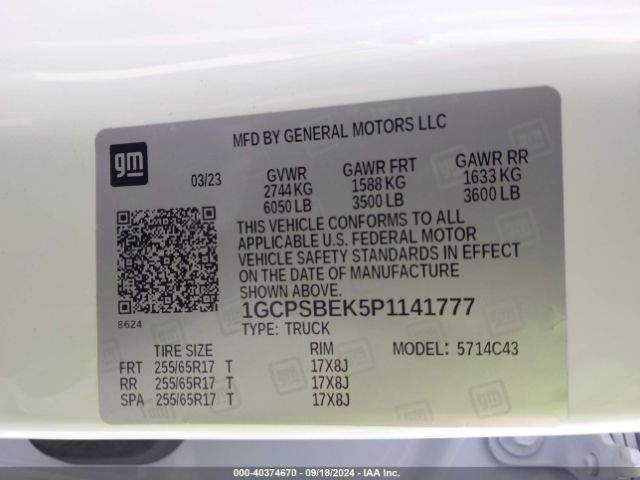 MFD BY GENERAL MOTORS LLC
gm
03/23
GVWR GAWR FRT GAWR RR
2744 KG 1588 KG 1633 KG
6050 LB 3500 LB 3600 LB
THIS VEHICLE CONFORMS TO ALL
APPLICABLE U.S. FEDERAL MOTOR
VEHICLE SAFETY STANDARDS IN EFFECT
ON THE DATE OF MANUFACTURE
SHOWN ABOVE.
1GCPSBEK5P1141777
8624
TYPE: TRUCK
TIRE SIZE RIM MODEL: 5714C43
FRT 255/65R17 T 17X8J
RR 255/65R17 T 17X8J
SPA 255/65R17 T 17X8J
000-40374670 - 09/18/2024 - IAA Inc.